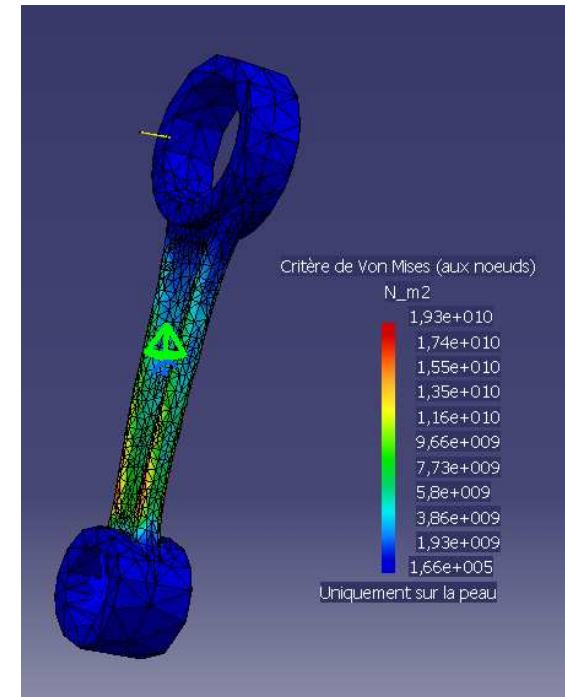 Critère de Von Mises (aux noeuds)
N_m2
1,93e+010
1,74e+010
1,55e+010
1,35e+010
1,16e+010
9,66e+009
7,73e+009
5,8e+009
3,86e+009
1,93e+009
1,66e+005
Uniquement sur la peau